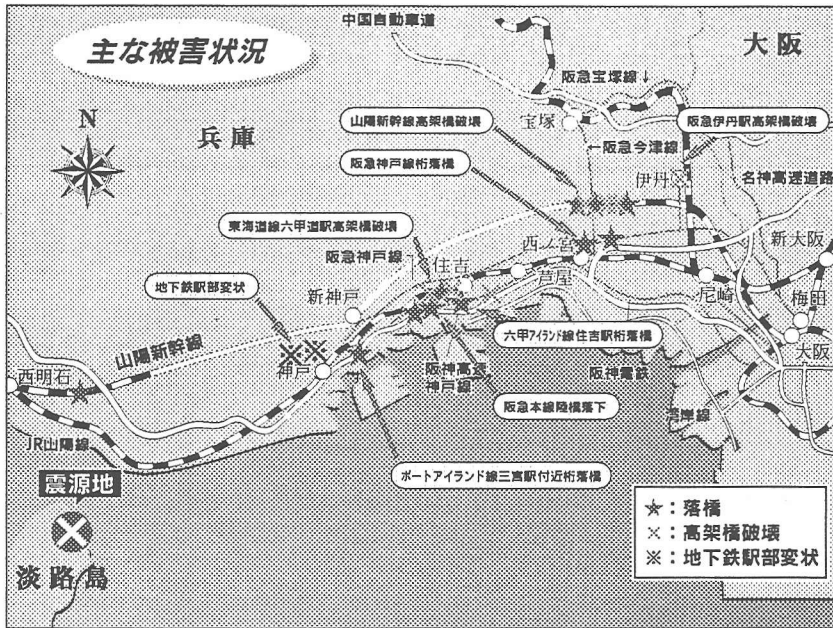 主な被害状況
中国自動車道
大阪
阪急宝塚線↓
宝塚
山陽新幹線高架橋破壊
阪急伊丹駅高架橋破壊
N
兵庫
←阪急今津線
阪急神戸線桁落橋
伊丹
名神高速道路
東海道線六甲道駅高架橋破壊
阪急神戸線
住吉
西ノ宮
芦屋
新大阪
地下鉄駅部変状
新神戸
尼崎
梅田
大阪
六甲アイランド線住吉駅桁落橋
山陽新幹線
西明石
神戸
阪神高速
神戸線
阪神電鉄
阪急本線陸橋落下
湾岸線
JR山陽線
ポートアイランド線三宮駅付近桁落橋
震源地
淡路島
★：落橋
×：高架橋破壊
※：地下鉄駅部変状